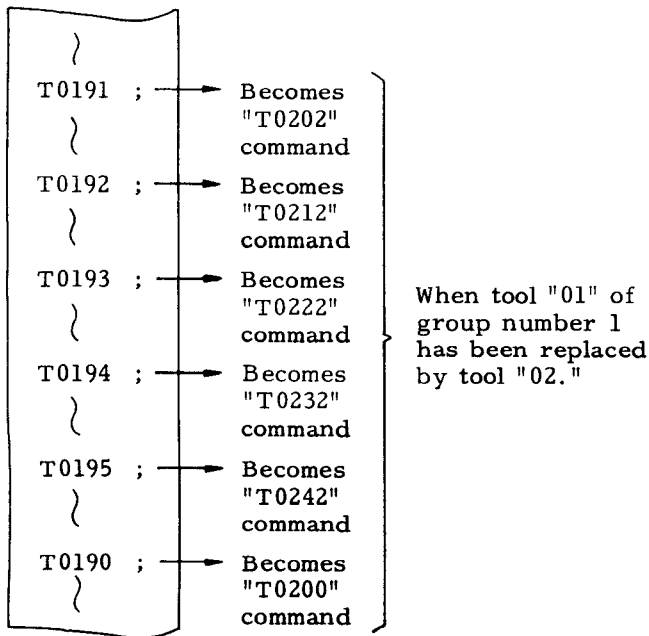 T0191 ; Becomes
"T0202"
command
T0192 ; Becomes
"T0212"
command
T0193 ; Becomes
"T0222"
command
T0194 ; Becomes
"T0232"
command
T0195 ; Becomes
"T0242"
command
T0190 ; Becomes
"T0200"
command
When tool "01" of
group number 1
has been replaced
by tool "02."